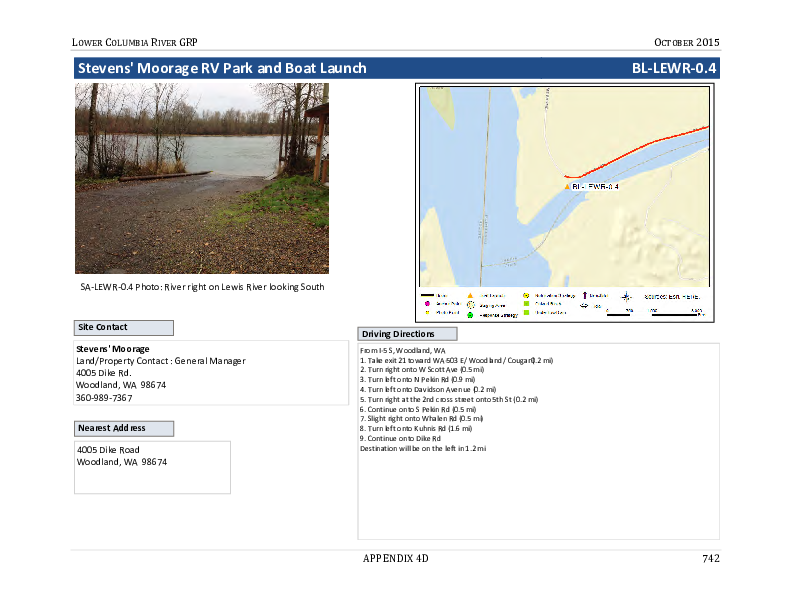 LOWER COLUMBIA RIVER GRP
OCTOBER 2015
Stevens' Moorage RV Park and Boat Launch
BL-LEWR-0.4
BL-LEWR-0.4
Sources: Esri, HERE,
SA-LEWR-0.4 Photo: River right on Lewis River looking South
Site Contact
Stevens' Moorage
Land/Property Contact : General Manager
4005 Dike Rd.
Woodland, WA 98674
360-989-7367
Nearest Address
4005 Dike Road
Woodland, WA 98674
Driving Directions
From I-5 S, Woodland, WA
1. Take exit 21 toward WA-503 E/ Woodland / Cougar(0.2 mi)
2. Turn right onto W Scott Ave (0.5 mi)
3. Turn left onto N Pekin Rd (0.9 mi)
4. Turn left onto Davidson Avenue (0.2 mi)
5. Turn right at the 2nd cross street onto 5th St (0.2 mi)
6. Continue onto S Pekin Rd (0.5 mi)
7. Slight right onto Whalen Rd (0.5 mi)
8. Turn left onto Kuhnis Rd (1.6 mi)
9. Continue onto Dike Rd
Destination will be on the left in 1.2 mi
APPENDIX 4D
742